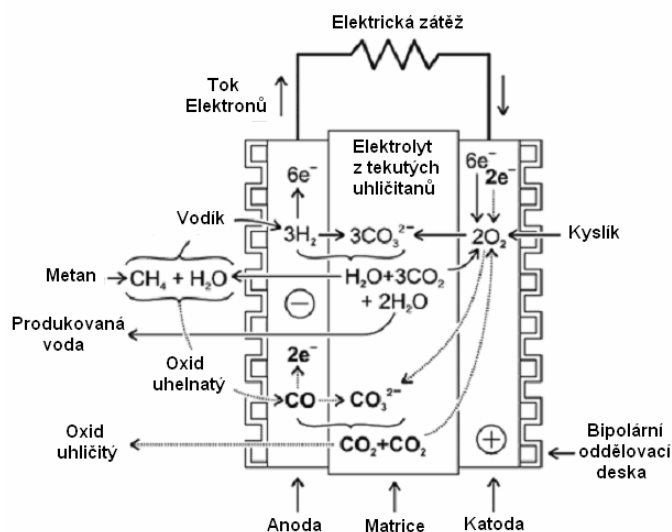 Elektrická zátěž
Tok
Elektronů
Elektrolyt
z tekutých
uhličitanů
6e⁻
6e⁻
2e⁻
Vodík
3H₂
3CO₃²⁻
2O₂
Kyslík
Metan
CH₄ + H₂O
H₂O+3CO₂
+ 2H₂O
Produkovaná
voda
Oxid
uhelnatý
2e⁻
CO
CO₃²⁻
Oxid
uhličitý
CO₂+CO₂
Bipolární
oddělovací
deska
Anoda
Matrice
Katoda